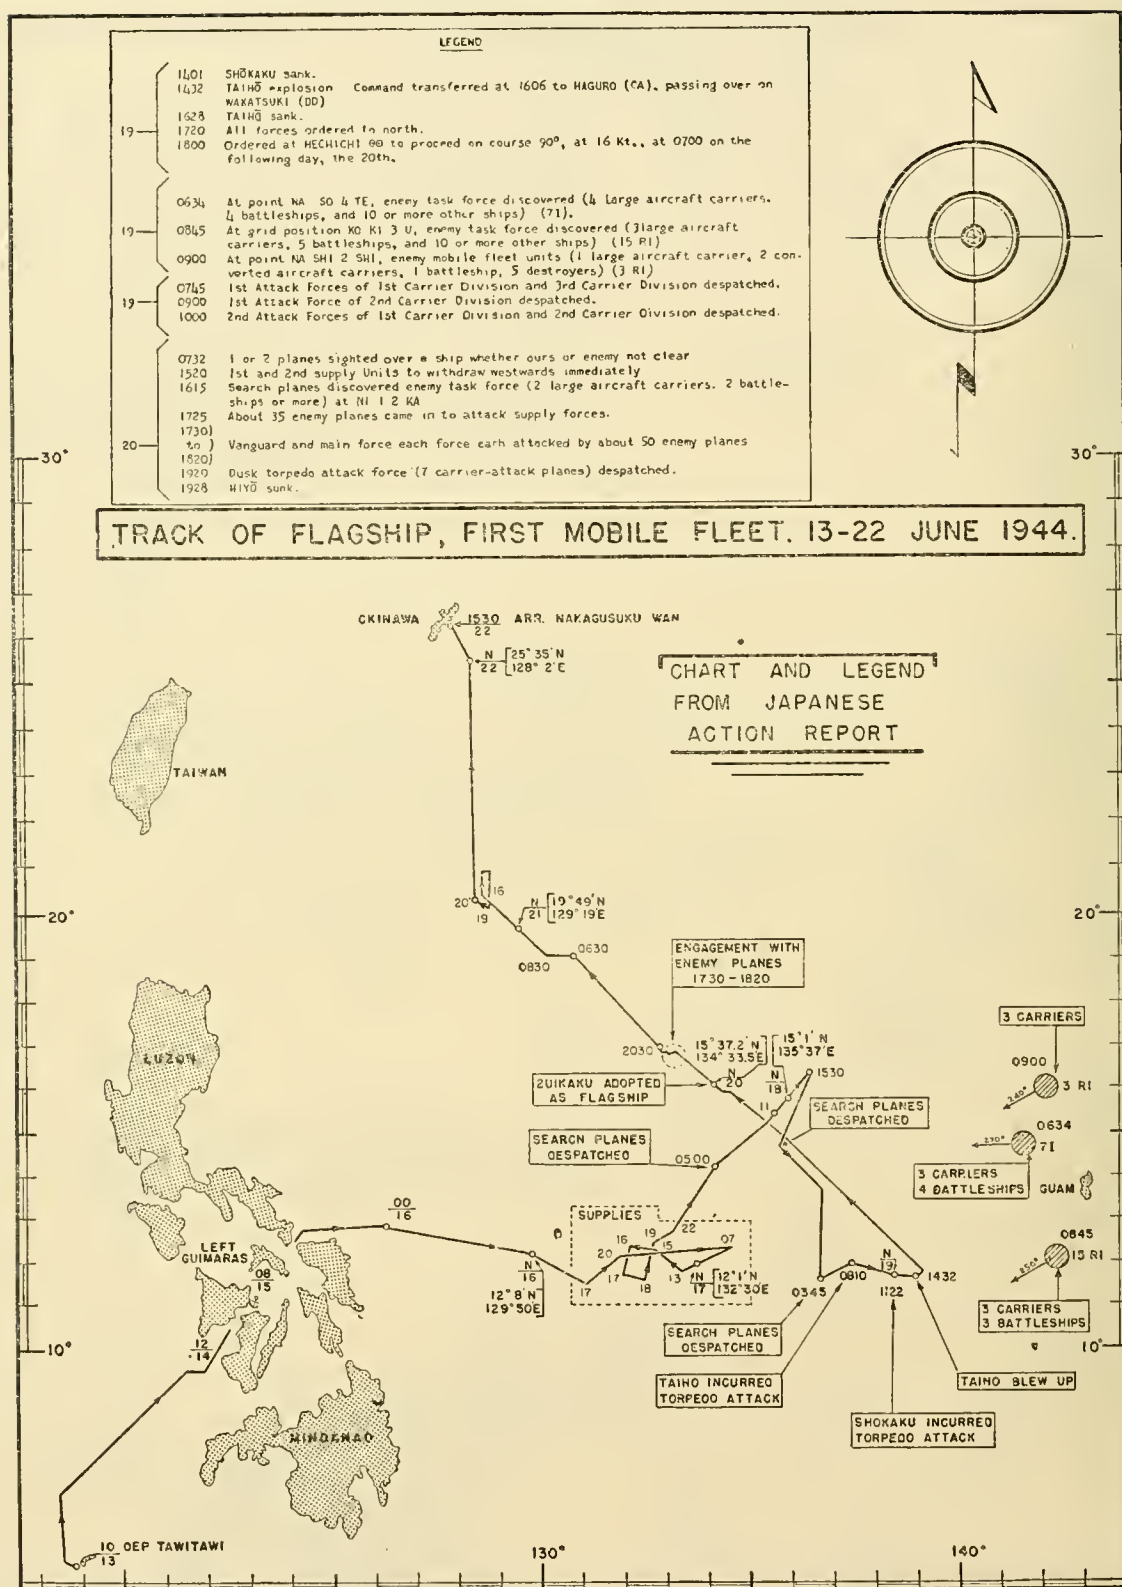 LEGEND
1401 SHŌKAKU sank.
1432 TAIHŌ explosion Command transferred at 1606 to HAGURO (CA), passing over on
WAKATSUKI (DD)
1628 TAIHŌ sank.
19 1720 All forces ordered to north.
1800 Ordered at HECHICHI 00 to proceed on course 90°, at 16 Kt., at 0700 on the
following day, the 20th.
0634 At point NA SO 4 TE, enemy task force discovered (4 Large aircraft carriers.
4 battleships, and 10 or more other ships) (71).
0845 At grid position KO KI 3 U, enemy task force discovered (3large aircraft
19 carriers, 5 battleships, and 10 or more other ships) (15 RI)
0900 At point NA SHI 2 SHI, enemy mobile fleet units (1 large aircraft carrier, 2 con-
verted aircraft carriers, 1 battleship, 5 destroyers) (3 RI)
0745 1st Attack Forces of 1st Carrier Division and 3rd Carrier Division despatched.
19 0900 1st Attack Force of 2nd Carrier Division despatched.
1000 2nd Attack Forces of 1st Carrier Division and 2nd Carrier Division despatched.
0732 1 or 2 planes sighted over a ship whether ours or enemy not clear
1520 1st and 2nd supply Units to withdraw westwards immediately
1615 Search planes discovered enemy task force (2 large aircraft carriers. 2 battle-
ships or more) at NI 1 2 KA
1725 About 35 enemy planes came in to attack supply forces.
1730)
20 to ) Vanguard and main force each force each attacked by about 50 enemy planes
1820)
1920 Dusk torpedo attack force (7 carrier-attack planes) despatched.
1928 HIYŌ sunk.
30° 30°
TRACK OF FLAGSHIP, FIRST MOBILE FLEET. 13-22 JUNE 1944.
OKINAWA 1530 ARR. NAKAGUSUKU WAN
22
N 25° 35'N
22 128° 2'E
CHART AND LEGEND
FROM JAPANESE
ACTION REPORT
TAIWAN
16
20
19
20° 20°
N 19° 49'N
21 129° 19'E
0630
0830
ENGAGEMENT WITH
ENEMY PLANES
1730-1820
3 CARRIERS
LUZON
2030
15° 37.2'N
134° 33.5'E
N
20
15° 1' N
135° 37'E
N
18
1530
0900
3 RI
240°
ZUIKAKU ADOPTED
AS FLAGSHIP
11
SEARCH PLANES
DESPATCHED
0634
71
270°
SEARCH PLANES
DESPATCHED
0500
3 CARRIERS
4 BATTLESHIPS
GUAM
00
16
SUPPLIES
22
19
07
16
15
20
17
18
13
17
LEFT
GUIMARAS
08
15
N
16
12° 8'N
129° 50'E
N
17
12° 1'N
132° 30'E
N
19
0345
0810
1122
1432
0845
15 RI
250°
3 CARRIERS
3 BATTLESHIPS
12
14
10° 10°
SEARCH PLANES
DESPATCHED
TAIHO INCURRED
TORPEDO ATTACK
TAIHO BLEW UP
SHOKAKU INCURRED
TORPEDO ATTACK
MINDANAO
10 DEP TAWITAWI
13
130° 140°